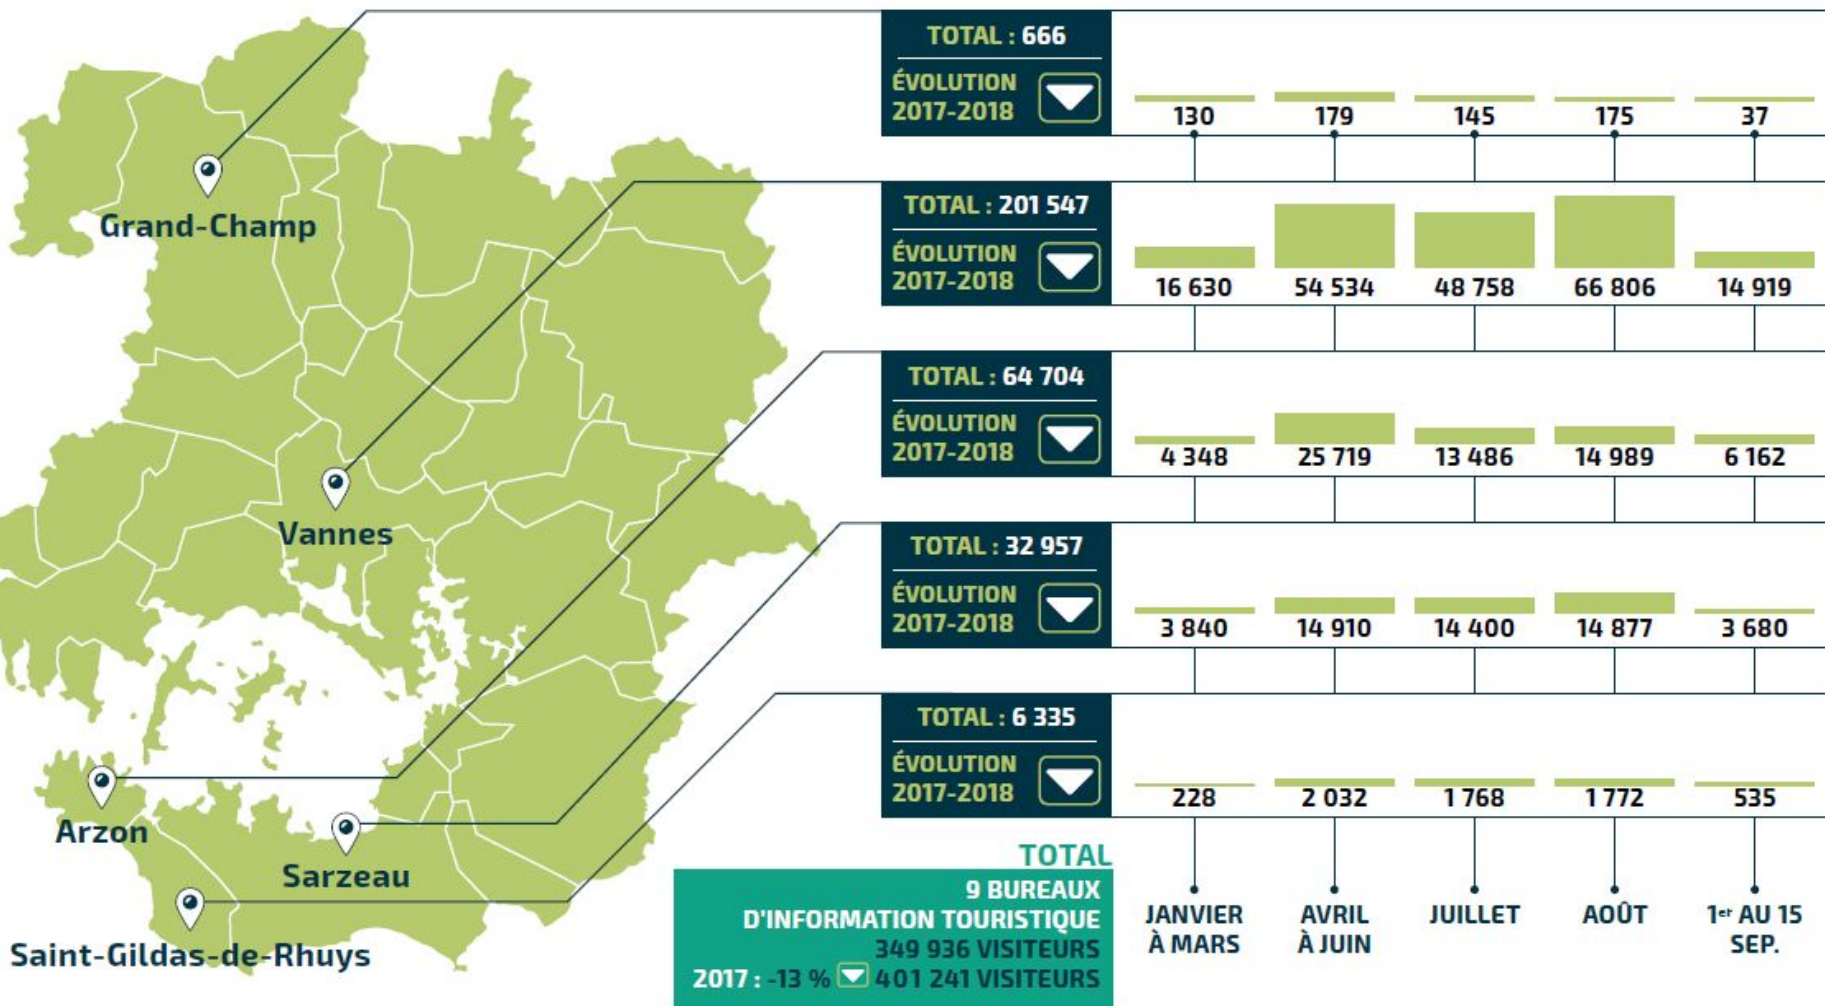 TOTAL : 666
ÉVOLUTION
2017-2018
130 179 145 175 37
Grand-Champ
TOTAL : 201 547
ÉVOLUTION
2017-2018
16 630 54 534 48 758 66 806 14 919
TOTAL : 64 704
ÉVOLUTION
2017-2018
4 348 25 719 13 486 14 989 6 162
Vannes
TOTAL : 32 957
ÉVOLUTION
2017-2018
3 840 14 910 14 400 14 877 3 680
TOTAL : 6 335
ÉVOLUTION
2017-2018
228 2 032 1 768 1 772 535
Arzon
Sarzeau
Saint-Gildas-de-Rhuys
TOTAL
9 BUREAUX
D'INFORMATION TOURISTIQUE
349 936 VISITEURS
2017 : -13 % 401 241 VISITEURS
JANVIER
À MARS
AVRIL
À JUIN
JUILLET
AOÛT
1er AU 15
SEP.